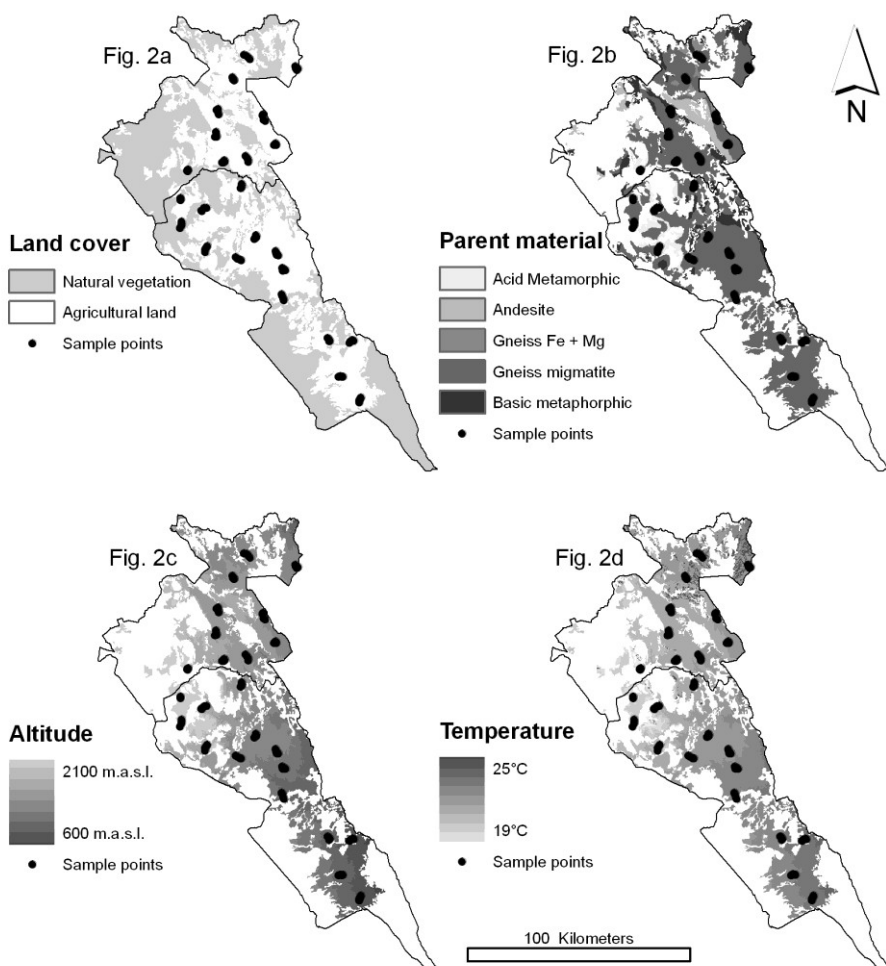 Fig. 2a
Land cover
Natural vegetation
Agricultural land
Sample points
Fig. 2b
N
Parent material
Acid Metamorphic
Andesite
Gneiss Fe + Mg
Gneiss migmatite
Basic metaphorphic
Sample points
Fig. 2c
Altitude
2100 m.a.s.l.
600 m.a.s.l.
Sample points
Fig. 2d
Temperature
25°C
19°C
Sample points
100 Kilometers